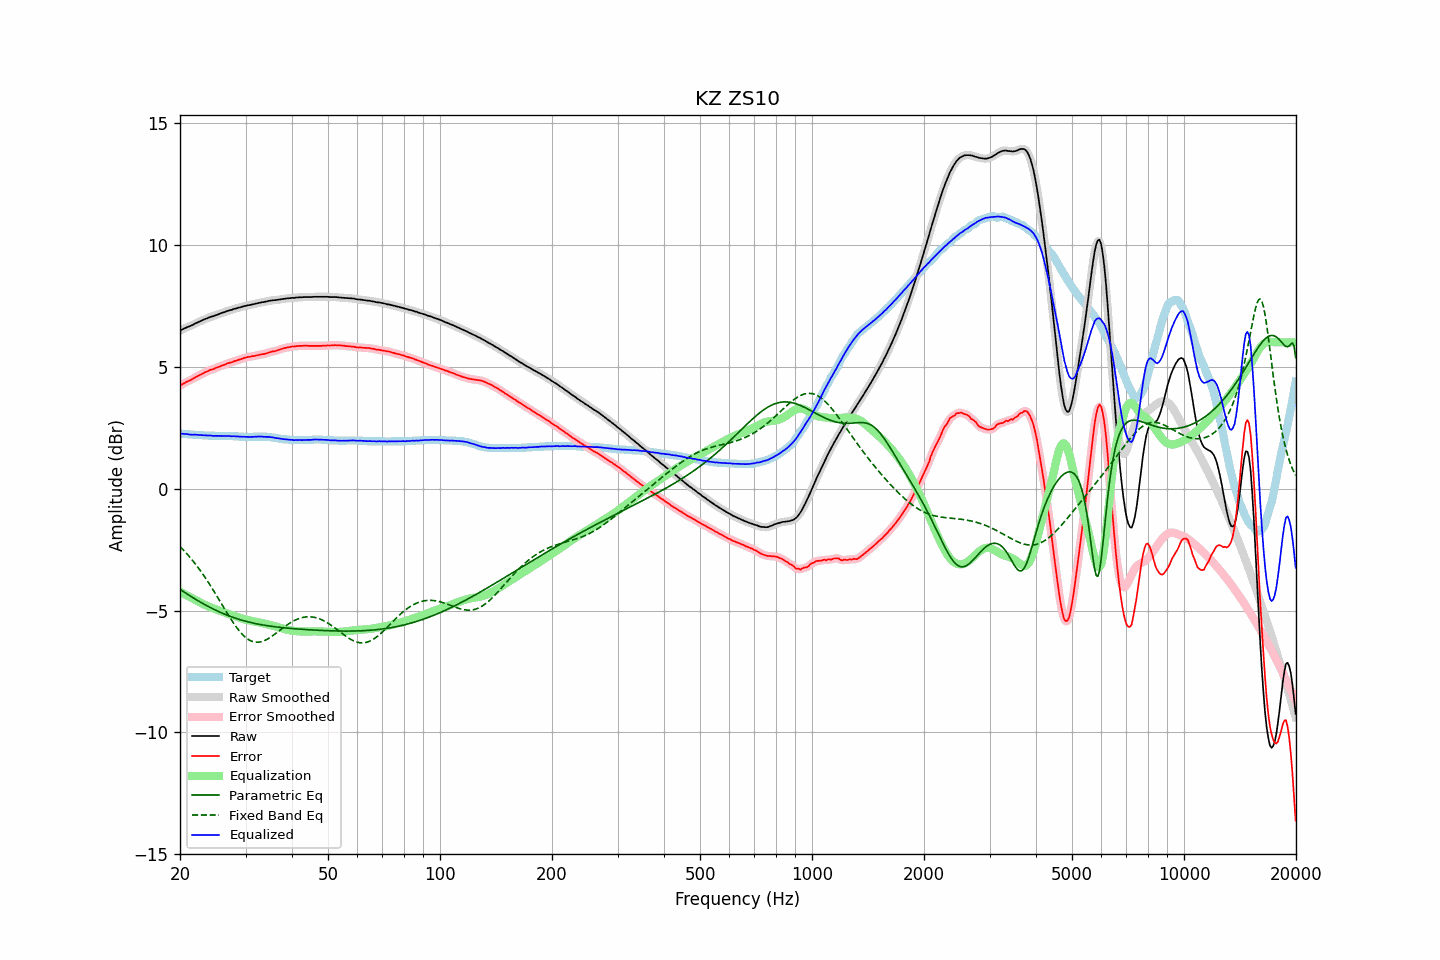 KZ ZS10
15
10
5
0
−5
−10
−15
Amplitude (dBr)
Target
Raw Smoothed
Error Smoothed
Raw
Error
Equalization
Parametric Eq
Fixed Band Eq
Equalized
20 50 100 200 500 1000 2000 5000 10000 20000
Frequency (Hz)